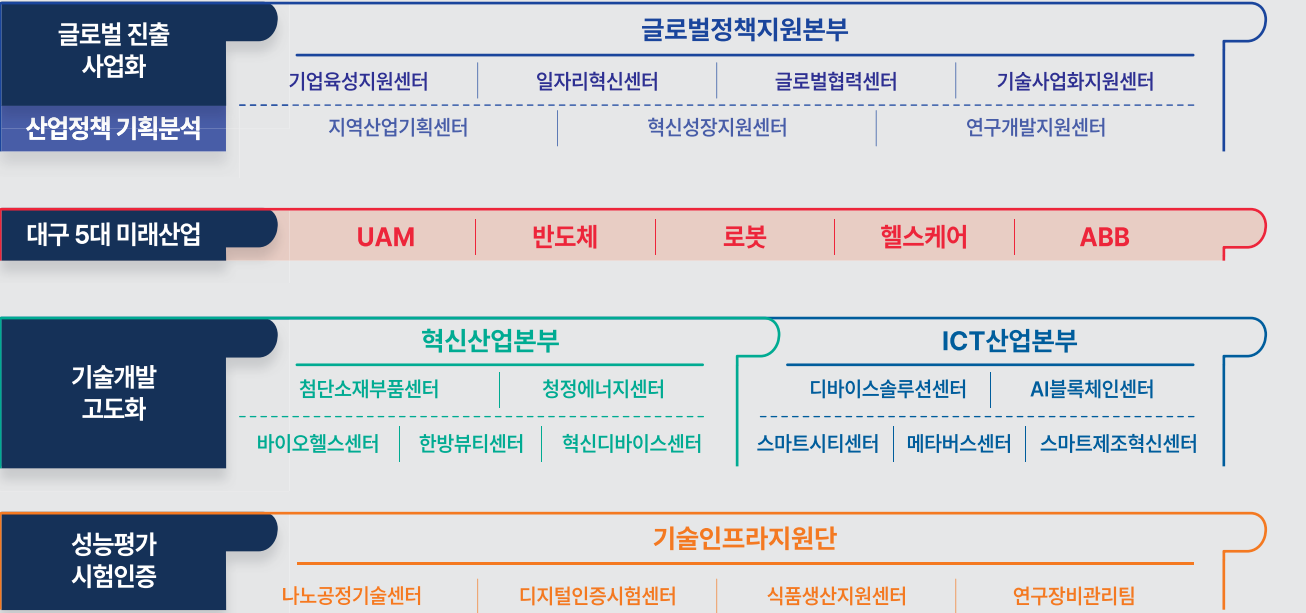 글로벌 진출
사업화
산업정책 기획분석
글로벌정책지원본부
기업육성지원센터 일자리혁신센터 글로벌협력센터 기술사업화지원센터
지역산업기획센터 혁신성장지원센터 연구개발지원센터
대구 5대 미래산업 UAM 반도체 로봇 헬스케어 ABB
기술개발
고도화
혁신산업본부
첨단소재부품센터 청정에너지센터
바이오헬스센터 한방뷰티센터 혁신디바이스센터
ICT산업본부
디바이스솔루션센터 AI블록체인센터
스마트시티센터 메타버스센터 스마트제조혁신센터
성능평가
시험인증
기술인프라지원단
나노공정기술센터 디지털인증시험센터 식품생산지원센터 연구장비관리팀